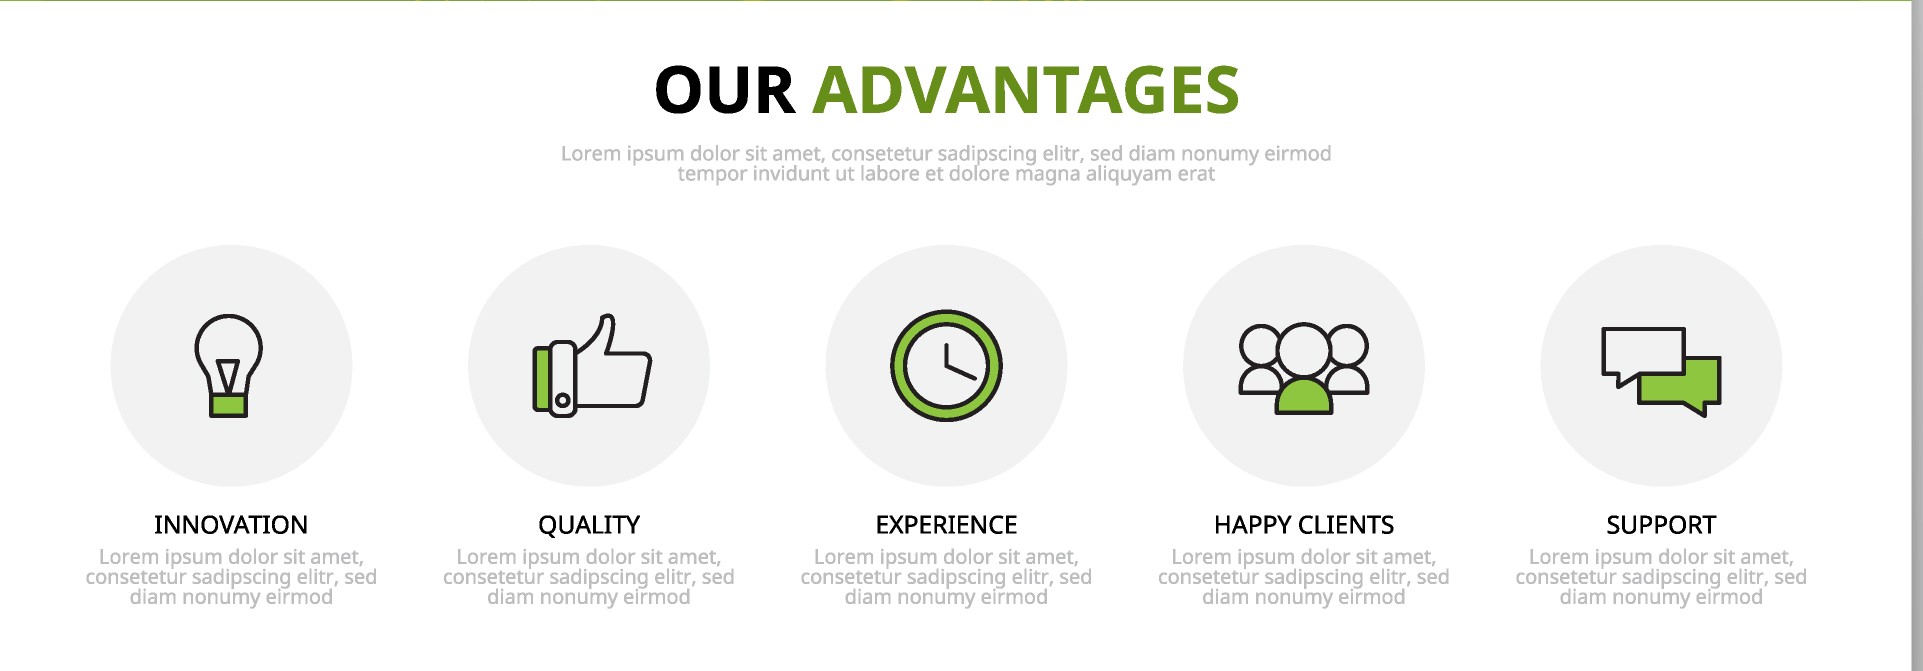 OUR ADVANTAGES
Lorem ipsum dolor sit amet, consetetur sadipscing elitr, sed diam nonumy eirmod
tempor invidunt ut labore et dolore magna aliquyam erat
INNOVATION
Lorem ipsum dolor sit amet,
consetetur sadipscing elitr, sed
diam nonumy eirmod
QUALITY
Lorem ipsum dolor sit amet,
consetetur sadipscing elitr, sed
diam nonumy eirmod
EXPERIENCE
Lorem ipsum dolor sit amet,
consetetur sadipscing elitr, sed
diam nonumy eirmod
HAPPY CLIENTS
Lorem ipsum dolor sit amet,
consetetur sadipscing elitr, sed
diam nonumy eirmod
SUPPORT
Lorem ipsum dolor sit amet,
consetetur sadipscing elitr, sed
diam nonumy eirmod